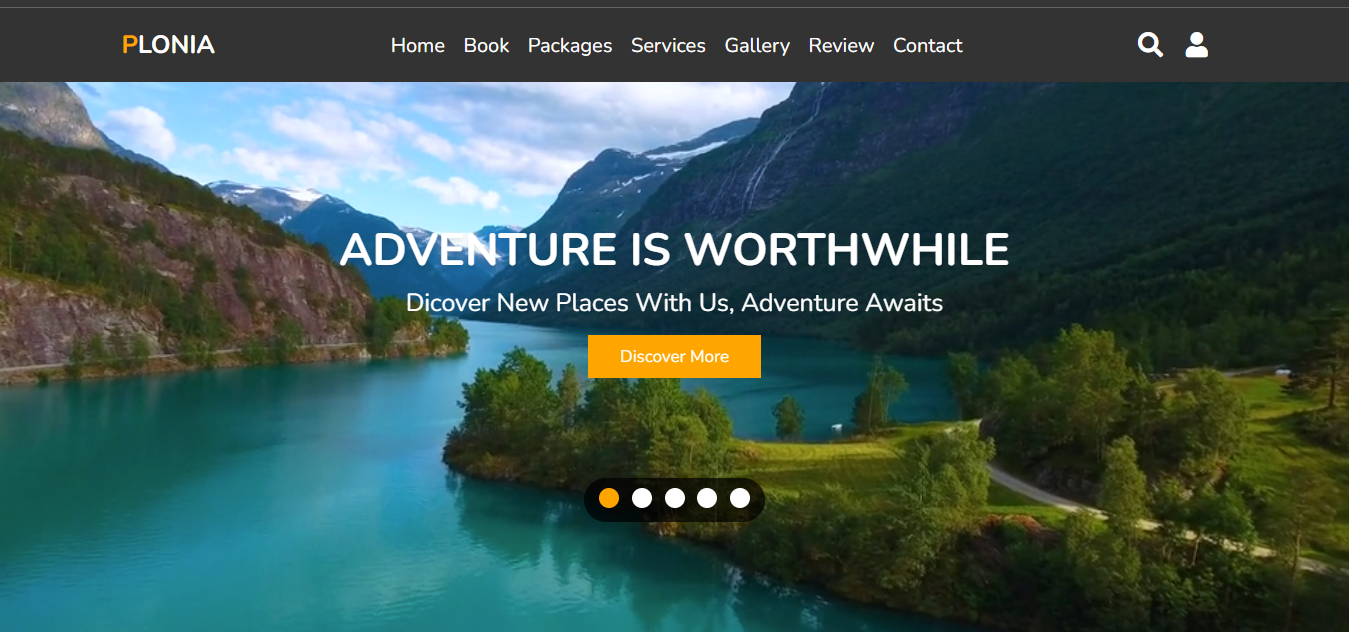 PLONIA
Home Book Packages Services Gallery Review Contact
ADVENTURE IS WORTHWHILE
Dicover New Places With Us, Adventure Awaits
Discover More